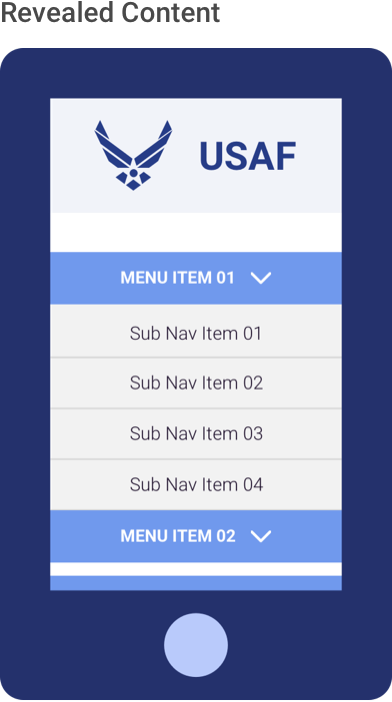 Revealed Content
USAF
MENU ITEM 01
Sub Nav Item 01
Sub Nav Item 02
Sub Nav Item 03
Sub Nav Item 04
MENU ITEM 02